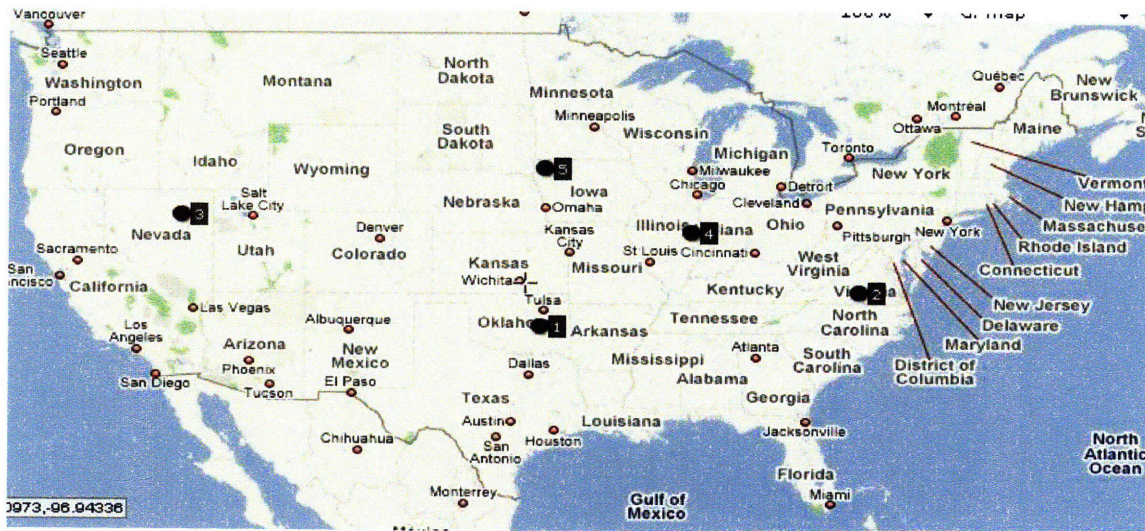 Vancouver
100%
Seattle
Washington
Portland
Oregon
Montana
Idaho
Wyoming
North
Dakota
South
Dakota
Minnesota
Minneapolis
Wisconsin
Michigan
Milwaukee
Chicago
Detroit
Cleveland
Toronto
Ottawa
Montréal
Québec
New
Brunswick
Maine
New York
Vermont
New Hamp
Massachuse
Rhode Island
Connecticut
New Jersey
Delaware
Maryland
District of
Columbia
Pennsylvania
Pittsburgh
New York
Ohio
5
Iowa
Omaha
Nebraska
Salt
Lake City
3
Nevada
Utah
Denver
Colorado
Kansas
City
Kansas
Wichita
Missouri
St Louis
Illinois
4
diana
Cincinnati
West
Virginia
Kentucky
2
North
Carolina
Tennessee
Sacramento
San
ncisco
California
Las Vegas
Los
Angeles
San Diego
Arizona
Phoenix
Tucson
Albuquerque
New
Mexico
El Paso
Tulsa
Oklaho
1
Arkansas
Dallas
Texas
Austin
San
Antonio
Houston
Louisiana
Mississippi
Alabama
Atlanta
Georgia
South
Carolina
Jacksonville
Florida
Miami
Chihuahua
Monterrey
Gulf of
Mexico
North
Atlantic
Ocean
0973,-96.94336